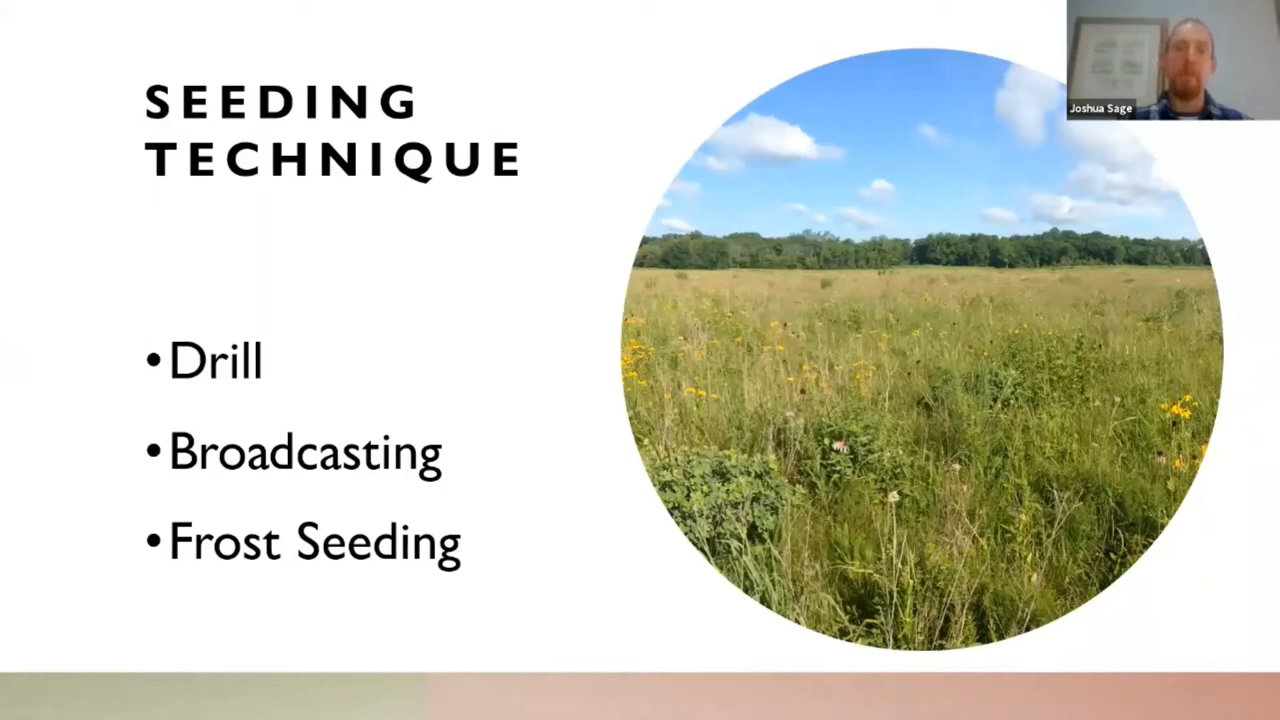 SEEDING
TECHNIQUE
•Drill
•Broadcasting
•Frost Seeding
Joshua Sage